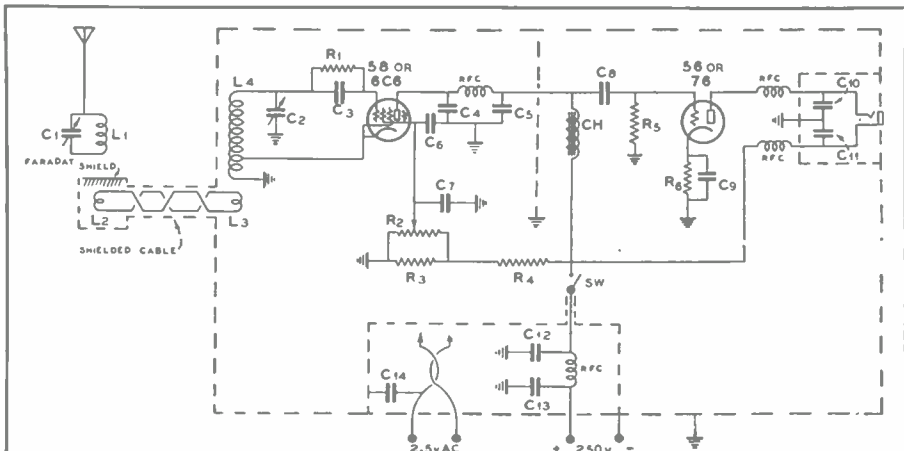 58 OR
6C6
56 OR
76
R1
RFC
C8
RFC
C10
L4
C1
L1
C2
C3
C4
C5
C6
CH
R5
C11
FARADAY
SHIELD
RFC
R6
C9
C7
L2
L3
R2
SHIELDED CABLE
R3
R4
SW
C12
RFC
C14
C13
2.5V AC
+ 250V -